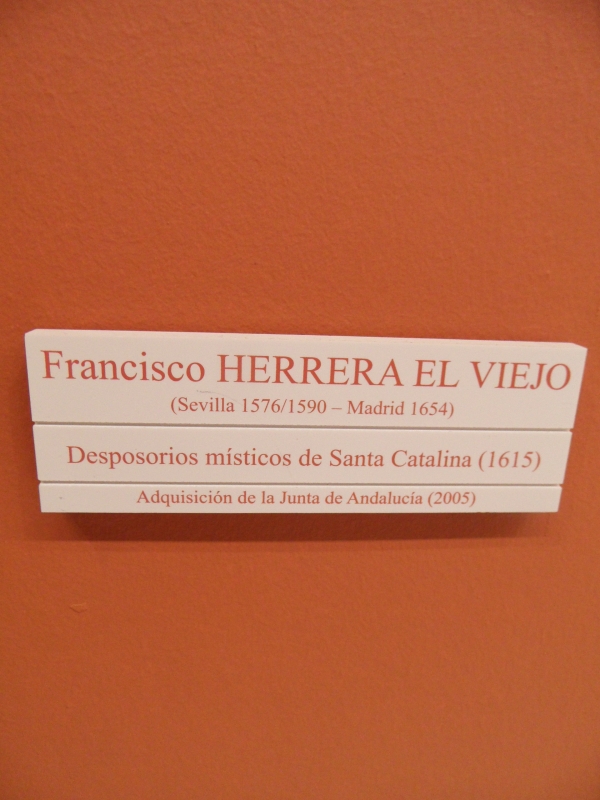 Francisco HERRERA EL VIEJO
(Sevilla 1576/1590 – Madrid 1654)
Desposorios místicos de Santa Catalina (1615)
Adquisición de la Junta de Andalucía (2005)